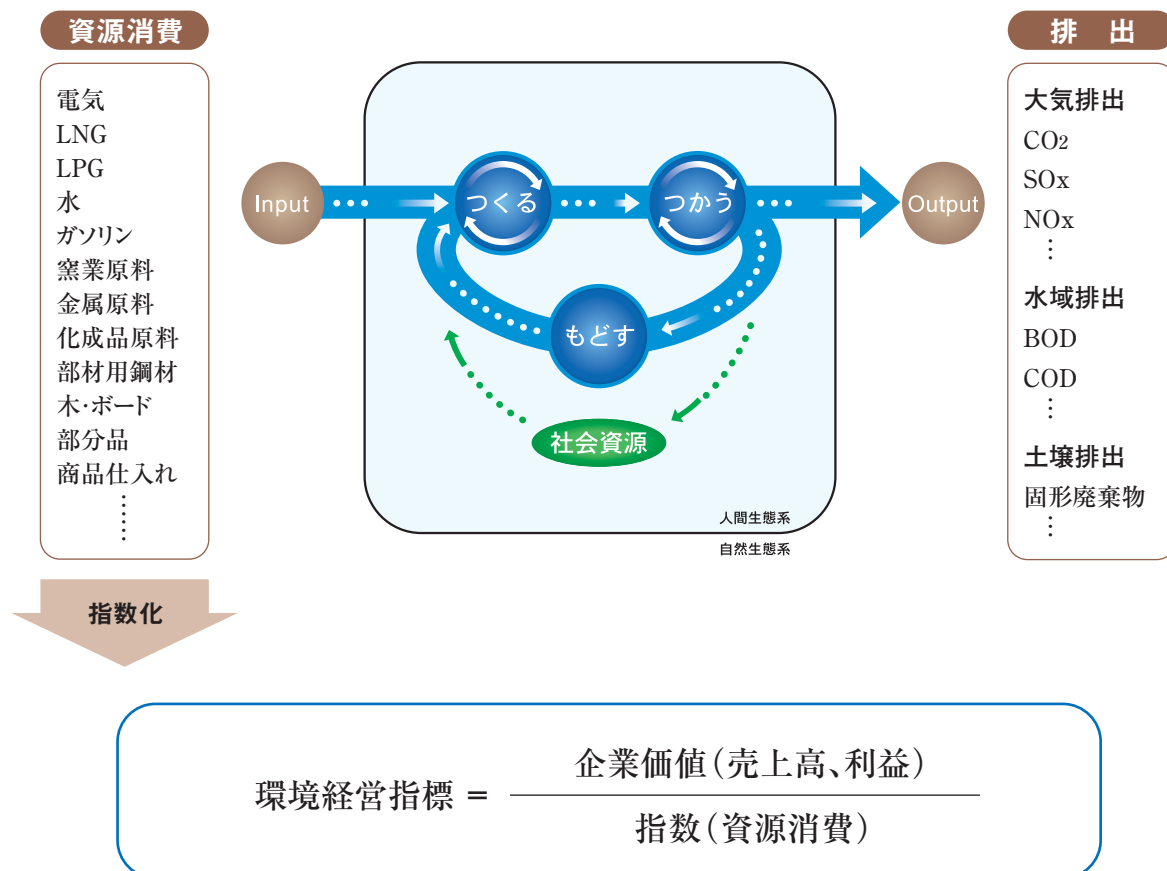 資源消費
電気
LNG
LPG
水
ガソリン
窯業原料
金属原料
化成品原料
部材用鋼材
木・ボード
部分品
商品仕入れ
⋮
指数化
Input
つくる
つかう
もどす
社会資源
人間生態系
自然生態系
Output
排 出
大気排出
CO2
SOx
NOx
⋮
水域排出
BOD
COD
⋮
土壌排出
固形廃棄物
⋮
環境経営指標 =
企業価値(売上高、利益)
指数(資源消費)